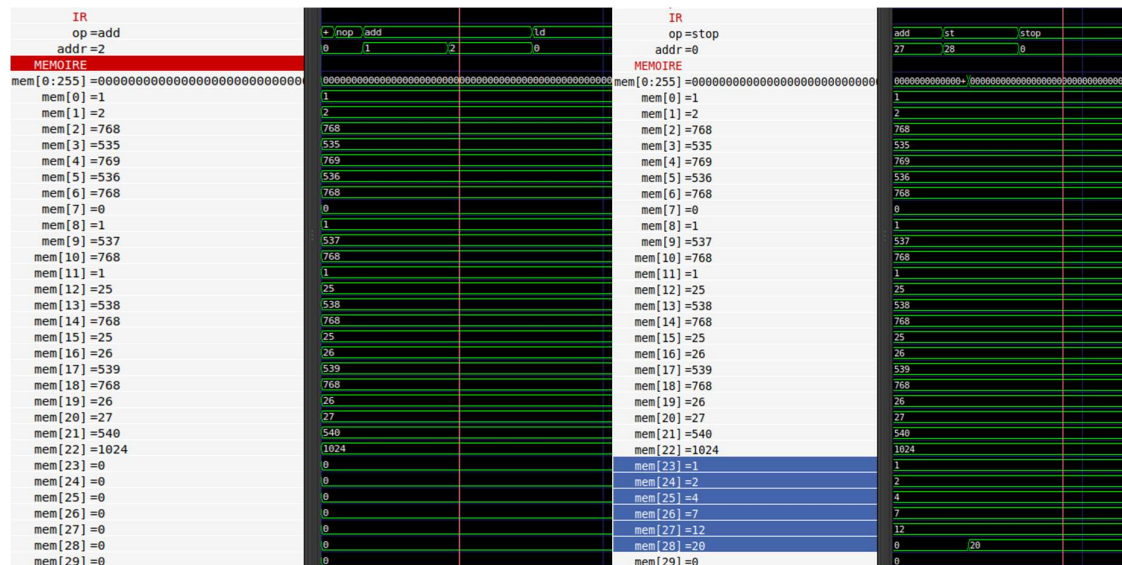 IR
op=add + nop add ld
addr=2 0 1 2 0
MEMOIRE
mem[0:255] =000000000000000000000000000 000000000000000000000000000000000000000000000000
mem[0] =1 1
mem[1] =2 2
mem[2] =768 768
mem[3] =535 535
mem[4] =769 769
mem[5] =536 536
mem[6] =768 768
mem[7] =0 0
mem[8] =1 1
mem[9] =537 537
mem[10] =768 768
mem[11] =1 1
mem[12] =25 25
mem[13] =538 538
mem[14] =768 768
mem[15] =25 25
mem[16] =26 26
mem[17] =539 539
mem[18] =768 768
mem[19] =26 26
mem[20] =27 27
mem[21] =540 540
mem[22] =1024 1024
mem[23] =0 0
mem[24] =0 0
mem[25] =0 0
mem[26] =0 0
mem[27] =0 0
mem[28] =0 0
mem[29] =0 0
IR
op=stop add st stop
addr=0 27 28 0
MEMOIRE
mem[0:255] =00000000000000000000000000 000000000000+ 00000000000000000000000000
mem[0] =1 1
mem[1] =2 2
mem[2] =768 768
mem[3] =535 535
mem[4] =769 769
mem[5] =536 536
mem[6] =768 768
mem[7] =0 0
mem[8] =1 1
mem[9] =537 537
mem[10] =768 768
mem[11] =1 1
mem[12] =25 25
mem[13] =538 538
mem[14] =768 768
mem[15] =25 25
mem[16] =26 26
mem[17] =539 539
mem[18] =768 768
mem[19] =26 26
mem[20] =27 27
mem[21] =540 540
mem[22] =1024 1024
mem[23] =1 1
mem[24] =2 2
mem[25] =4 4
mem[26] =7 7
mem[27] =12 12
mem[28] =20 0 20
mem[29] =0 0